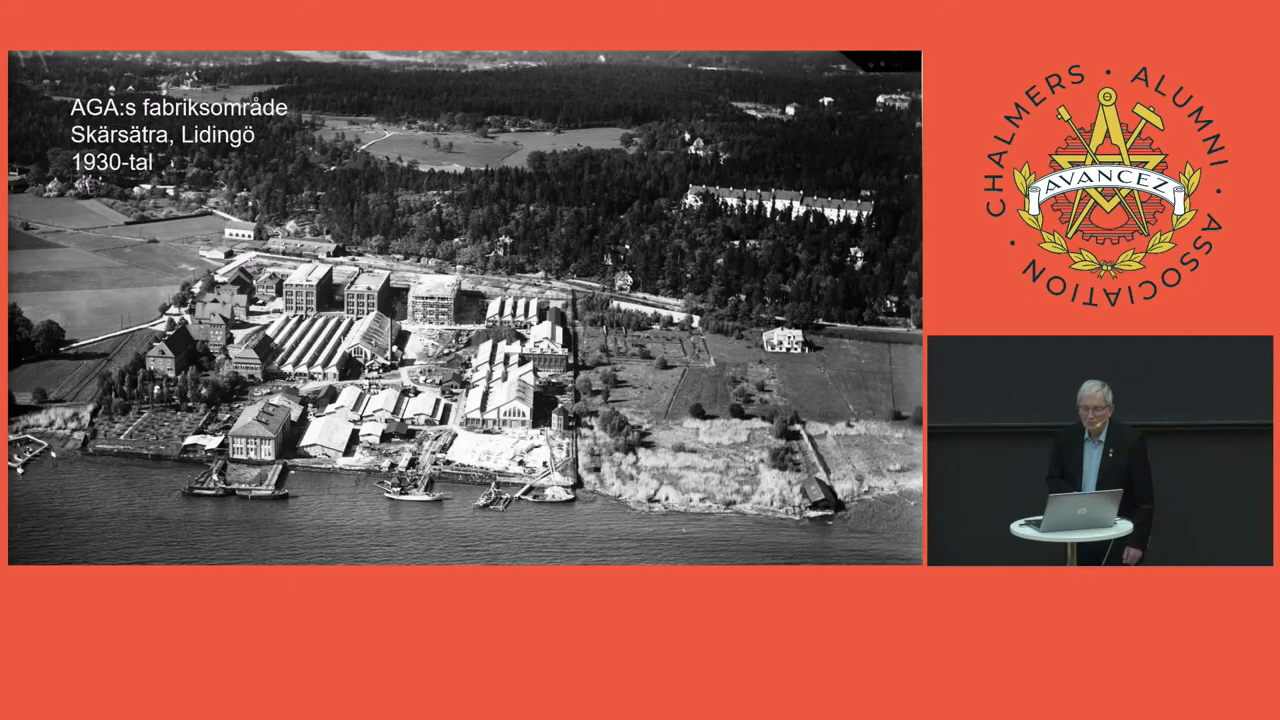 AGA:s fabriksområde
Skärsätra, Lidingö
1930-tal
CHALMERS • ALUMNI • ASSOCIATION •
AVANCEZ